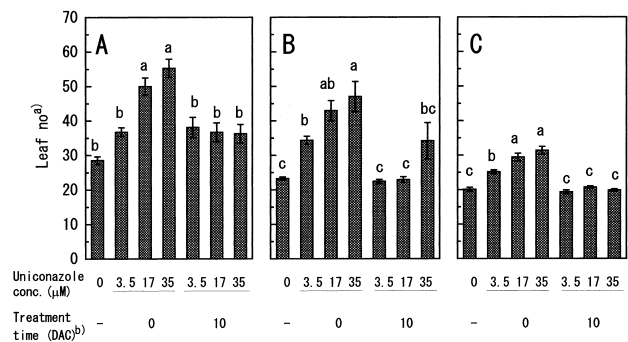 70
60
50
40
30
20
10
0
Leaf no a)
A
b b a a b b b
B
c b ab a c c bc
C
c b a a c c c
Uniconazole conc. (μM)
0 3.5 17 35 3.5 17 35
0 3.5 17 35 3.5 17 35
0 3.5 17 35 3.5 17 35
Treatment time (DAC)b)
- 0 10
- 0 10
- 0 10